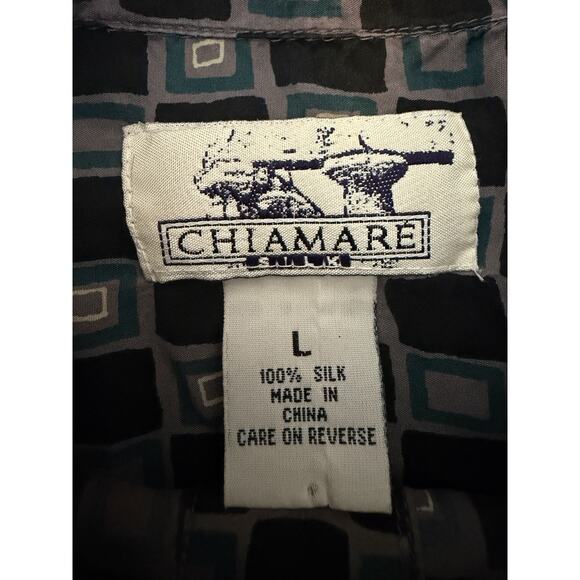 CHIAMARE
SILK
L
100% SILK
MADE IN
CHINA
CARE ON REVERSE